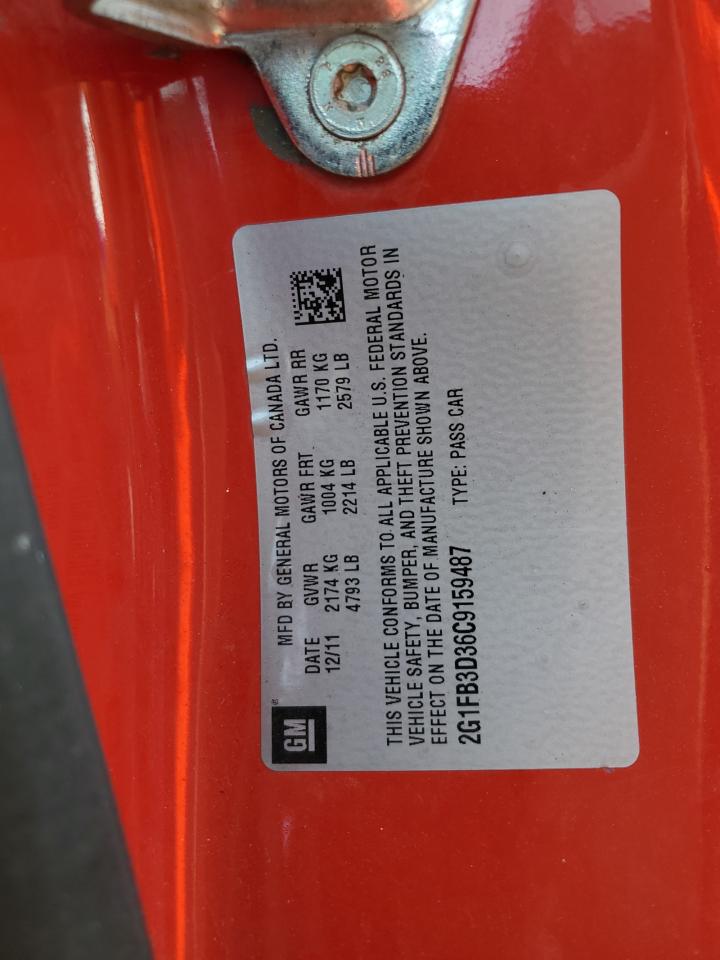 GM®
MFD BY GENERAL MOTORS OF CANADA LTD.
DATE GVWR GAWR FRT GAWR RR
12/11 2174 KG 1004 KG 1170 KG
4793 LB 2214 LB 2579 LB
THIS VEHICLE CONFORMS TO ALL APPLICABLE U.S. FEDERAL MOTOR
VEHICLE SAFETY, BUMPER, AND THEFT PREVENTION STANDARDS IN
EFFECT ON THE DATE OF MANUFACTURE SHOWN ABOVE.
2G1FB3D36C9159487 TYPE: PASS CAR